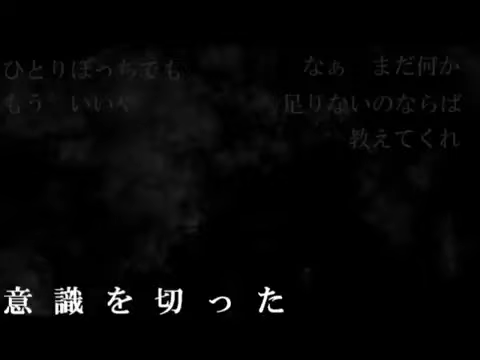 ひとりぼっちでも
もう いいや
なぁ まだ何か
足りないのならば
教えてくれ
意識を切った